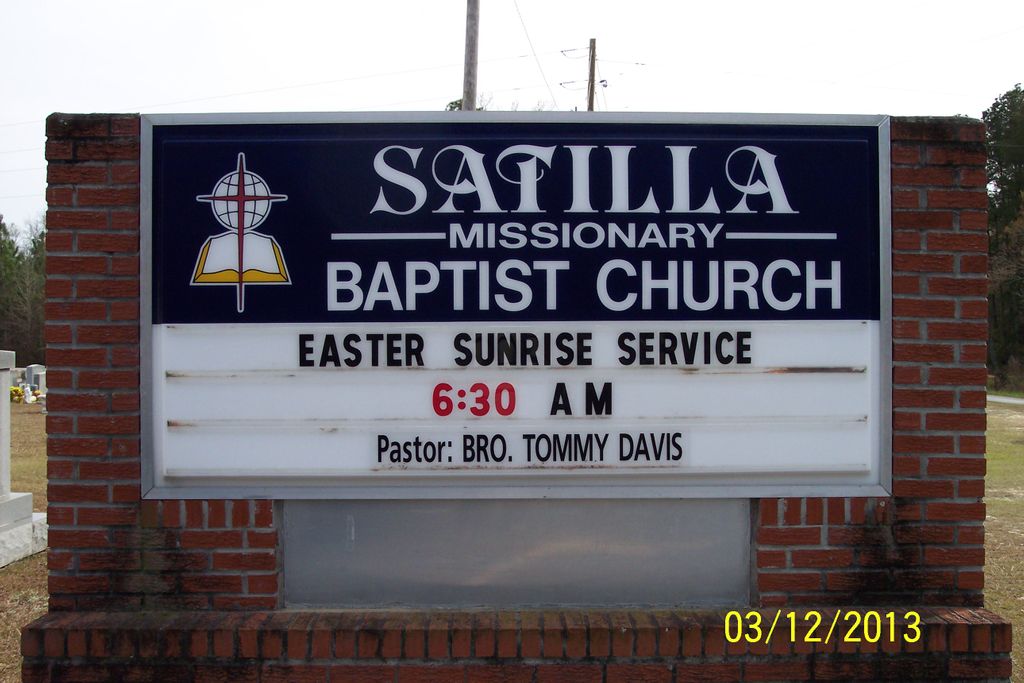 SATILLA
MISSIONARY
BAPTIST CHURCH
EASTER SUNRISE SERVICE
6:30 AM
Pastor: BRO. TOMMY DAVIS
03/12/2013